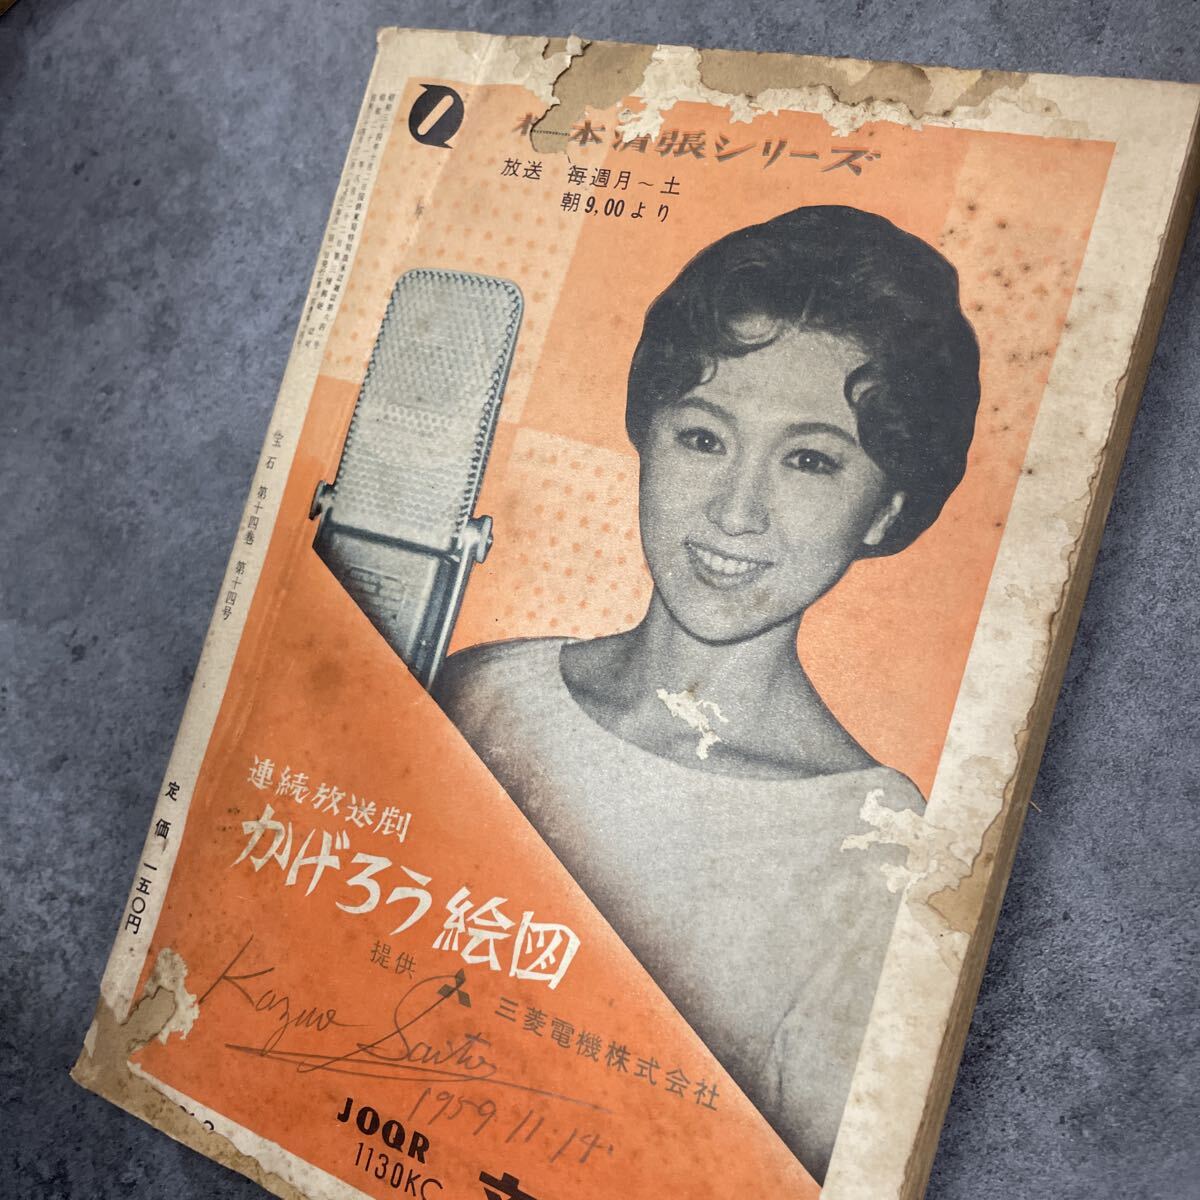 本清張シリーズ
放送 毎週月～土
朝9,00より
宝石 第十四巻 第十四号
定価 一五〇円
連続放送劇
かげろう絵図
提供 三菱電機株式会社
Kazuo Saito
1959.11.14.
JOQR
1130KC